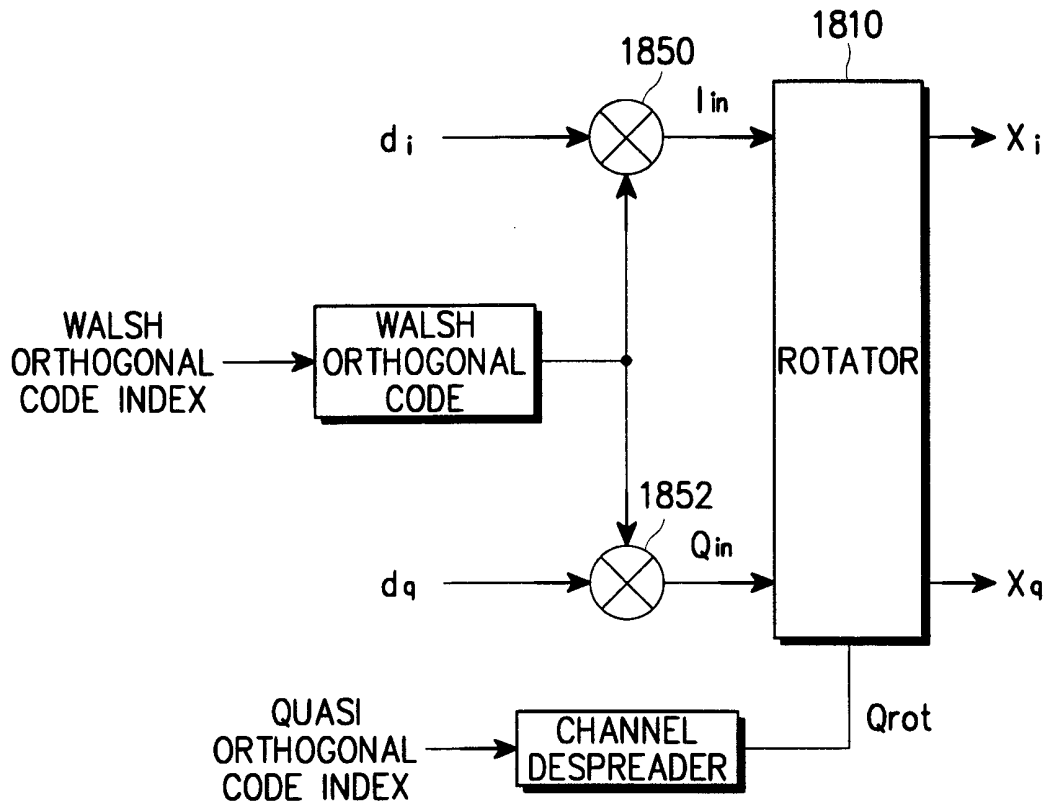 1850
1810
d i
I in
X i
WALSH
ORTHOGONAL
CODE INDEX
WALSH
ORTHOGONAL
CODE
ROTATOR
1852
d q
Q in
X q
QUASI
ORTHOGONAL
CODE INDEX
CHANNEL
DESPREADER
Qrot